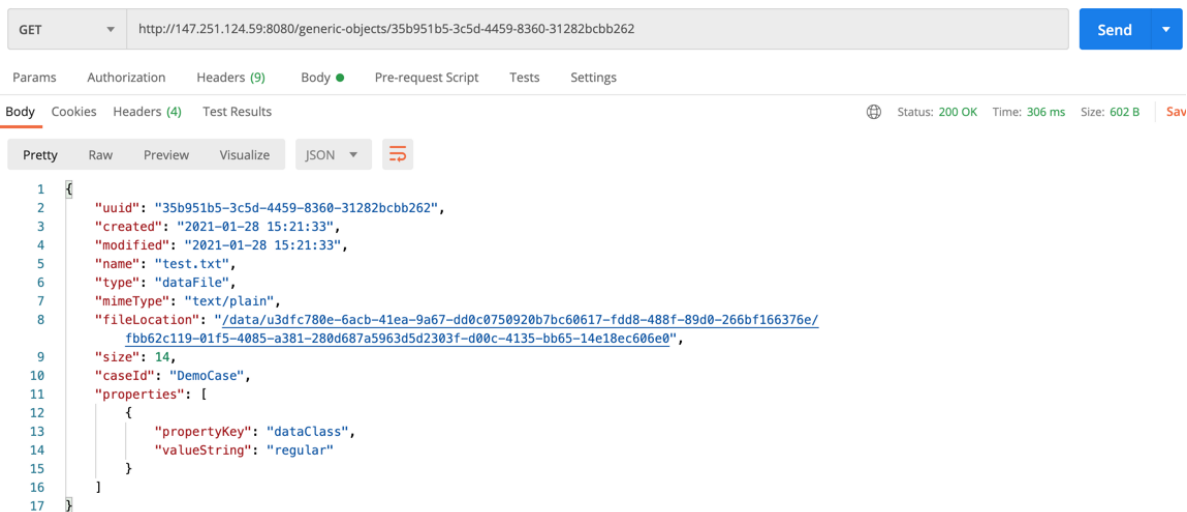 GET http://147.251.124.59:8080/generic-objects/35b951b5-3c5d-4459-8360-31282bcbb262 Send
Params Authorization Headers (9) Body Pre-request Script Tests Settings
Body Cookies Headers (4) Test Results Status: 200 OK Time: 306 ms Size: 602 B Sav
Pretty Raw Preview Visualize JSON
1 {
2 "uuid": "35b951b5-3c5d-4459-8360-31282bcbb262",
3 "created": "2021-01-28 15:21:33",
4 "modified": "2021-01-28 15:21:33",
5 "name": "test.txt",
6 "type": "dataFile",
7 "mimeType": "text/plain",
8 "fileLocation": "/data/u3dfc780e-6acb-41ea-9a67-dd0c0750920b7bc60617-fdd8-488f-89d0-266bf166376e/
fbb62c119-01f5-4085-a381-280d687a5963d5d2303f-d00c-4135-bb65-14e18ec606e0",
9 "size": 14,
10 "caseId": "DemoCase",
11 "properties": [
12 {
13 "propertyKey": "dataClass",
14 "valueString": "regular"
15 }
16 ]
17 }